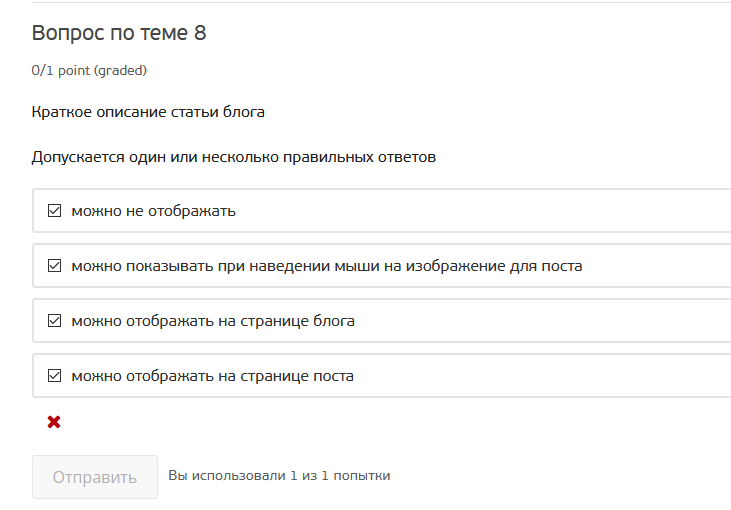 Вопрос по теме 8
0/1 point (graded)
Краткое описание статьи блога
Допускается один или несколько правильных ответов
можно не отображать
можно показывать при наведении мыши на изображение для поста
можно отображать на странице блога
можно отображать на странице поста
Отправить
Вы использовали 1 из 1 попытки